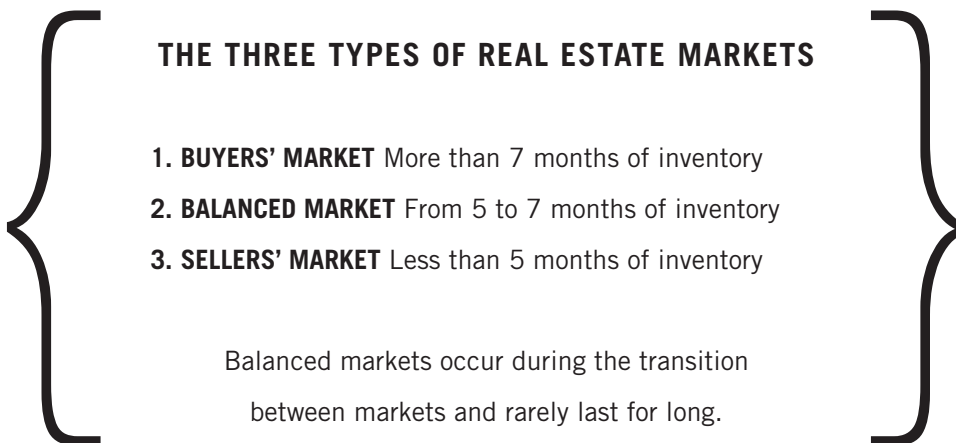 THE THREE TYPES OF REAL ESTATE MARKETS
1. BUYERS’ MARKET More than 7 months of inventory
2. BALANCED MARKET From 5 to 7 months of inventory
3. SELLERS’ MARKET Less than 5 months of inventory
Balanced markets occur during the transition
between markets and rarely last for long.